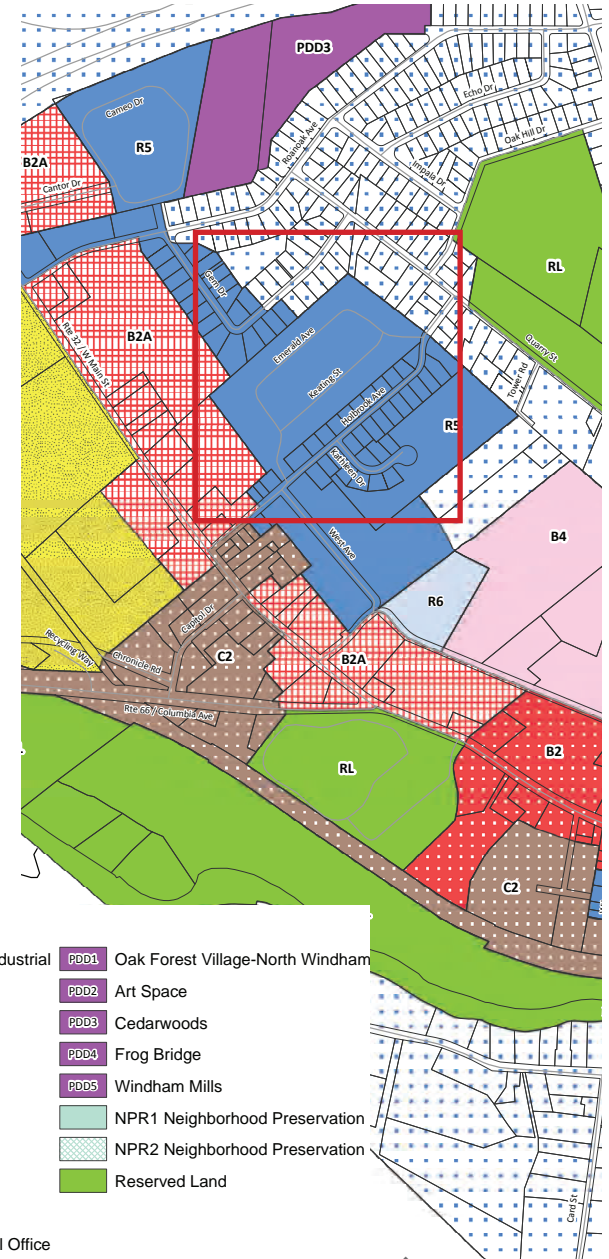 PDD3
Echo Dr
Cameo Dr
Roanoak Ave
Oak Hill Dr
R5
B2A
Impala Dr
Cantor Dr
RL
Gem Dr
B2A
Rte 32 / W Main St
Emerald Ave
Quarry St
Keating St
Tower Rd
Holbrook Ave
R5
Kathleen Dr
B4
West Ave
R6
Capitol Dr
Recycling Way
Chronicle Rd
C2
B2A
Rte 66 / Columbia Ave
B2
RL
C2
dustrial
PDD1 Oak Forest Village-North Windham
PDD2 Art Space
PDD3 Cedarwoods
PDD4 Frog Bridge
PDD5 Windham Mills
NPR1 Neighborhood Preservation
NPR2 Neighborhood Preservation
Reserved Land
Card St
l Office